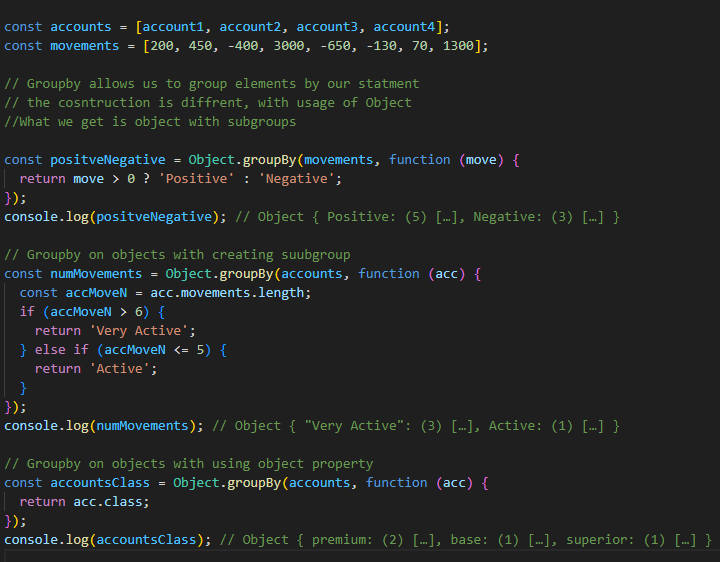 const accounts = [account1, account2, account3, account4];
const movements = [200, 450, -400, 3000, -650, -130, 70, 1300];
// Groupby allows us to group elements by our statment
// the cosntruction is diffrent, with usage of Object
//What we get is object with subgroups
const positveNegative = Object.groupBy(movements, function (move) {
  return move > 0 ? 'Positive' : 'Negative';
});
console.log(positveNegative); // Object { Positive: (5) […], Negative: (3) […] }
// Groupby on objects with creating suubgroup
const numMovements = Object.groupBy(accounts, function (acc) {
  const accMoveN = acc.movements.length;
  if (accMoveN > 6) {
    return 'Very Active';
  } else if (accMoveN <= 5) {
    return 'Active';
  }
});
console.log(numMovements); // Object { "Very Active": (3) […], Active: (1) […] }
// Groupby on objects with using object property
const accountsClass = Object.groupBy(accounts, function (acc) {
  return acc.class;
});
console.log(accountsClass); // Object { premium: (2) […], base: (1) […], superior: (1) […] }